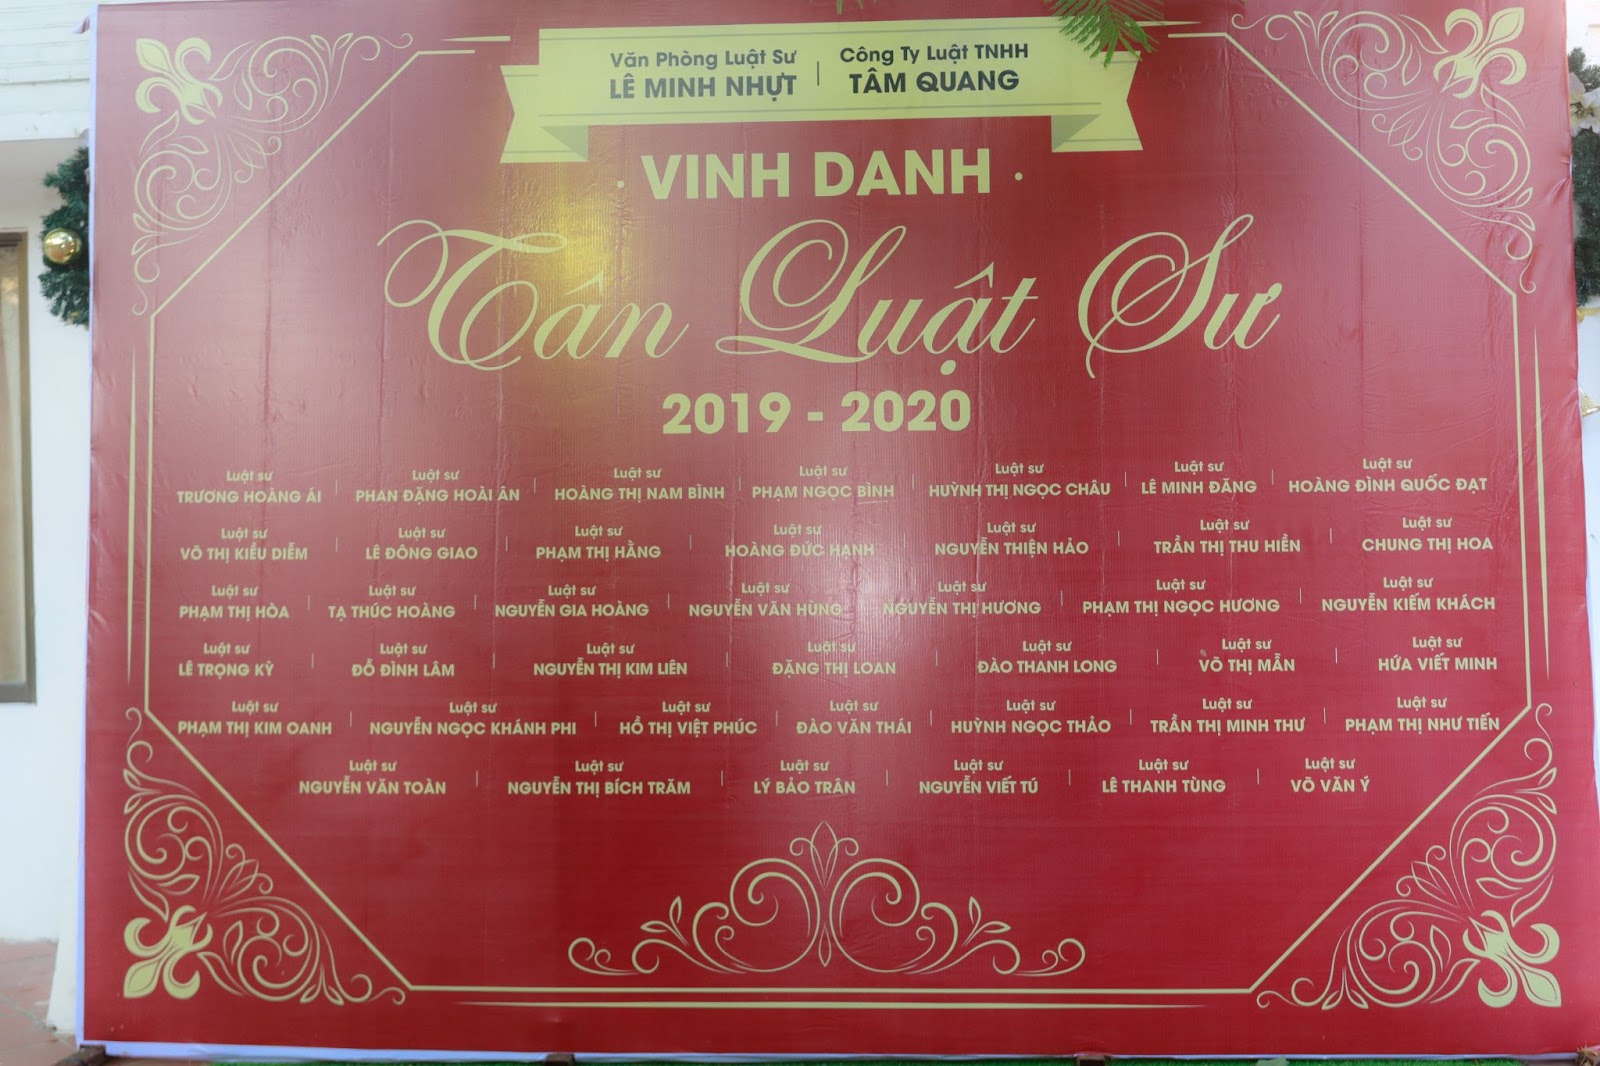 Văn Phòng Luật Sư | Công Ty Luật TNHH
LÊ MINH NHỰT | TÂM QUANG
· VINH DANH ·
Tân Luật Sư
2019 - 2020
Luật sư | Luật sư | Luật sư | Luật sư | Luật sư | Luật sư | Luật sư
TRƯƠNG HOÀNG ÁI | PHAN ĐẶNG HOÀI ÂN | HOÀNG THỊ NAM BÌNH | PHẠM NGỌC BÌNH | HUỲNH THỊ NGỌC CHÂU | LÊ MINH ĐĂNG | HOÀNG ĐÌNH QUỐC ĐẠT
Luật sư | Luật sư | Luật sư | Luật sư | Luật sư | Luật sư | Luật sư
VÕ THỊ KIỀU DIỄM | LÊ ĐÔNG GIAO | PHẠM THỊ HẰNG | HOÀNG ĐỨC HẠNH | NGUYỄN THIỆN HẢO | TRẦN THỊ THU HIỀN | CHUNG THỊ HOA
Luật sư | Luật sư | Luật sư | Luật sư | Luật sư | Luật sư | Luật sư
PHẠM THỊ HÒA | TẠ THÚC HOẢNG | NGUYỄN GIA HOÀNG | NGUYỄN VĂN HÙNG | NGUYỄN THỊ HƯƠNG | PHẠM THỊ NGỌC HƯƠNG | NGUYỄN KIẾM KHÁCH
Luật sư | Luật sư | Luật sư | Luật sư | Luật sư | Luật sư | Luật sư
LÊ TRỌNG KỲ | ĐỖ ĐÌNH LÂM | NGUYỄN THỊ KIM LIÊN | ĐẶNG THỊ LOAN | ĐÀO THANH LONG | VÕ THỊ MẪN | HỨA VIẾT MINH
Luật sư | Luật sư | Luật sư | Luật sư | Luật sư | Luật sư | Luật sư
PHẠM THỊ KIM OANH | NGUYỄN NGỌC KHÁNH PHI | HỒ THỊ VIỆT PHÚC | ĐÀO VĂN THÁI | HUỲNH NGỌC THẢO | TRẦN THỊ MINH THƯ | PHẠM THỊ NHƯ TIẾN
Luật sư | Luật sư | Luật sư | Luật sư | Luật sư | Luật sư
NGUYỄN VĂN TOÀN | NGUYỄN THỊ BÍCH TRĂM | LÝ BẢO TRÂN | NGUYỄN VIẾT TÚ | LÊ THANH TÙNG | VÕ VĂN Ý